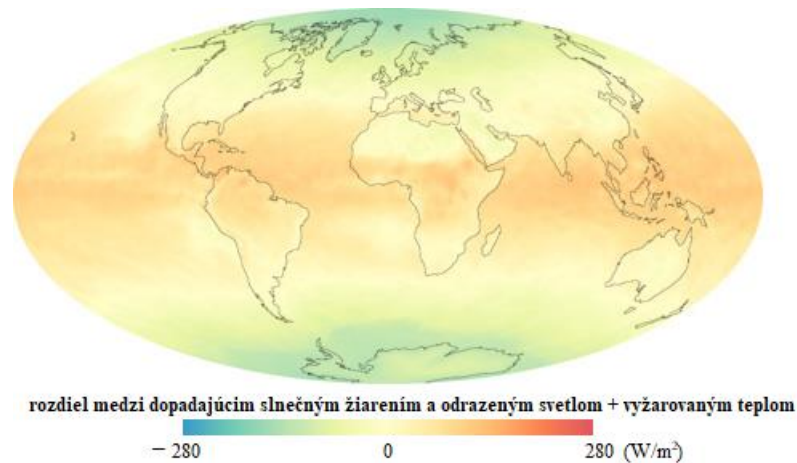 rozdiel medzi dopadajúcim slnečným žiarením a odrazeným svetlom + vyžarovaným teplom
− 280 0 280 (W/m²)